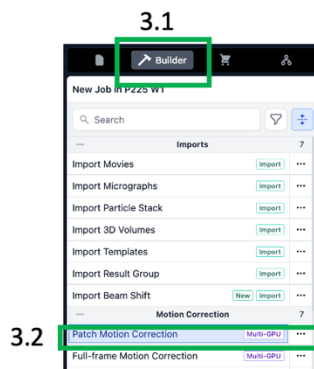 3.1
Builder
New Job in P225 W1
Search
Imports 7
Import Movies Import
Import Micrographs Import
Import Particle Stack Import
Import 3D Volumes Import
Import Templates Import
Import Result Group Import
Import Beam Shift New Import
Motion Correction 7
3.2
Patch Motion Correction Multi-GPU
Full-frame Motion Correction Multi-GPU